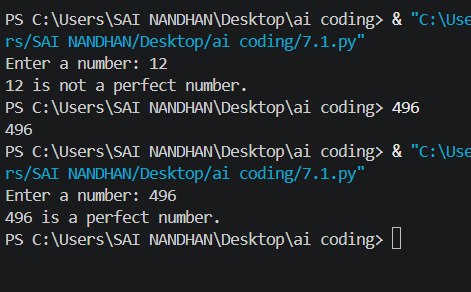 PS C:\Users\SAI NANDHAN\Desktop\ai coding> & "C:\Use
rs/SAI NANDHAN/Desktop/ai coding/7.1.py"
Enter a number: 12
12 is not a perfect number.
PS C:\Users\SAI NANDHAN\Desktop\ai coding> 496
496
PS C:\Users\SAI NANDHAN\Desktop\ai coding> & "C:\Use
rs/SAI NANDHAN/Desktop/ai coding/7.1.py"
Enter a number: 496
496 is a perfect number.
PS C:\Users\SAI NANDHAN\Desktop\ai coding>